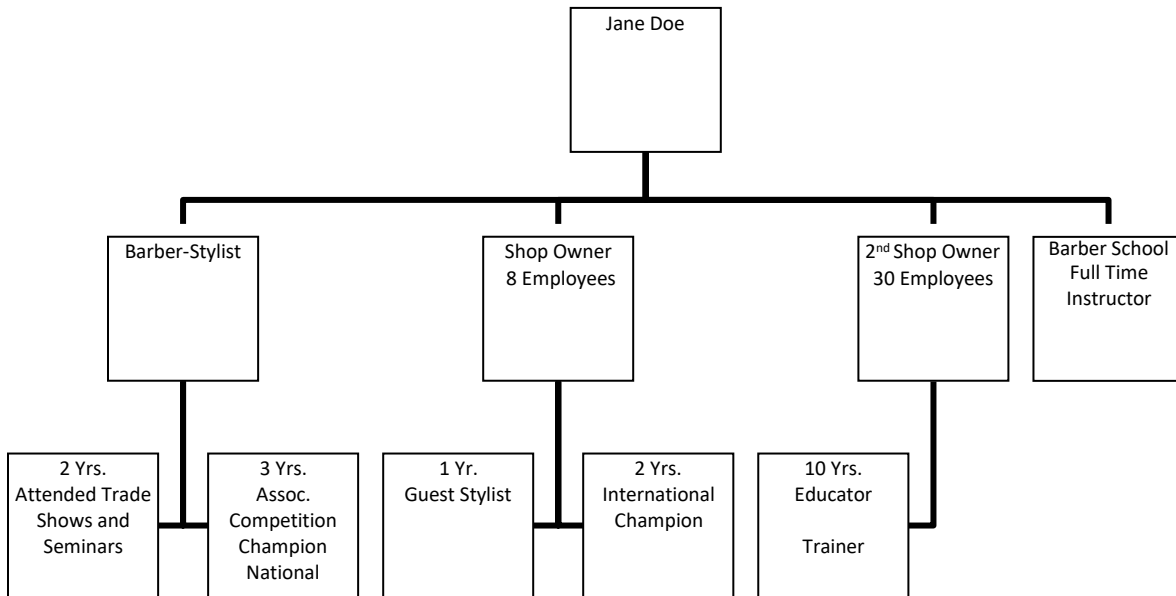 Jane Doe
Barber-Stylist
Shop Owner
8 Employees
2nd Shop Owner
30 Employees
Barber School
Full Time
Instructor
2 Yrs.
Attended Trade
Shows and
Seminars
3 Yrs.
Assoc.
Competition
Champion
National
1 Yr.
Guest Stylist
2 Yrs.
International
Champion
10 Yrs.
Educator
Trainer